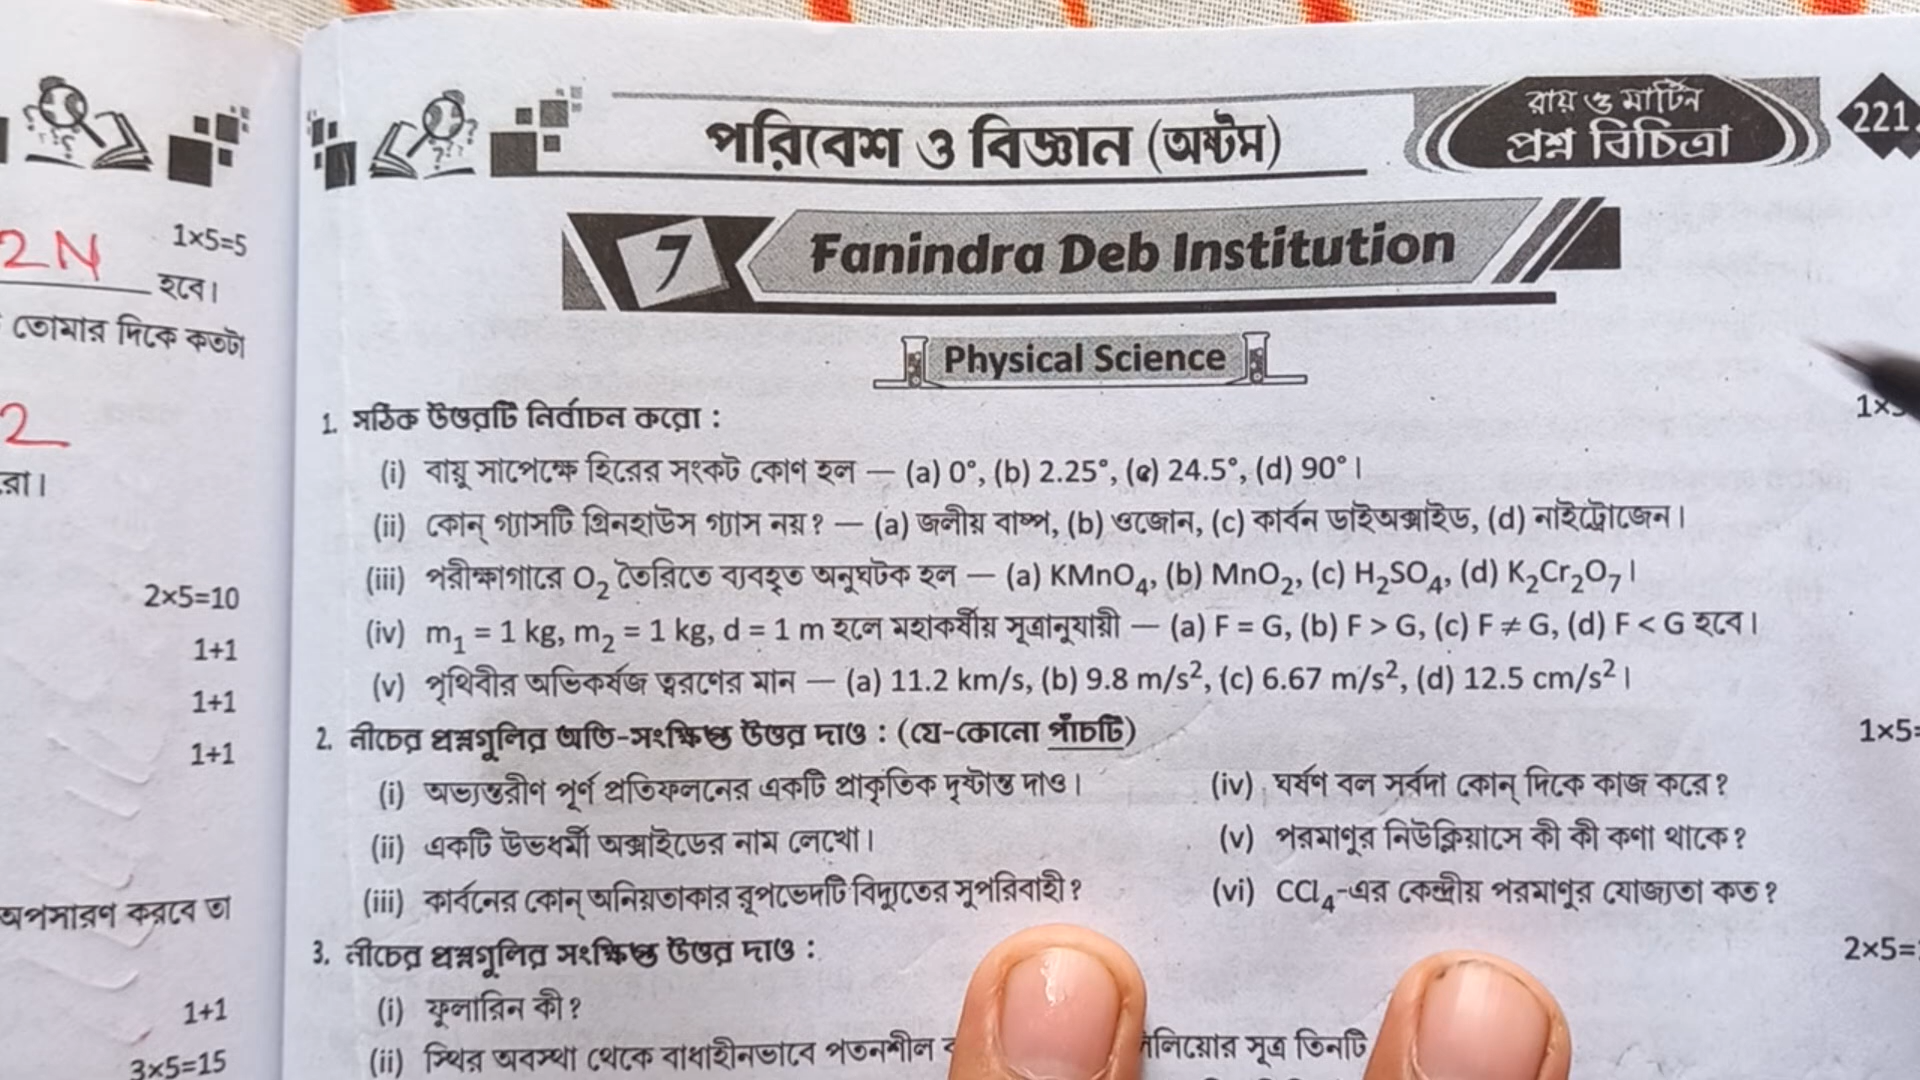 2N
1×5=5
হবে।
তোমার দিকে কতটা
2
2×5=10
1+1
1+1
1+1
অপসারণ করবে তা
1+1
3×5=15
পরিবেশ ও বিজ্ঞান (অষ্টম)
রায় ও মার্টিন
প্রশ্ন বিচিত্রা
221
7 Fanindra Deb Institution
Physical Science
1. সঠিক উত্তরটি নির্বাচন করো :
(i) বায়ু সাপেক্ষে হিরের সংকট কোণ হল — (a) 0°, (b) 2.25°, (c) 24.5°, (d) 90°।
(ii) কোন্ গ্যাসটি গ্রিনহাউস গ্যাস নয়? — (a) জলীয় বাষ্প, (b) ওজোন, (c) কার্বন ডাইঅক্সাইড, (d) নাইট্রোজেন।
(iii) পরীক্ষাগারে O₂ তৈরিতে ব্যবহৃত অনুঘটক হল — (a) KMnO₄, (b) MnO₂, (c) H₂SO₄, (d) K₂Cr₂O₇।
(iv) m₁ = 1 kg, m₂ = 1 kg, d = 1 m হলে মহাকর্ষীয় সূত্রানুযায়ী — (a) F = G, (b) F > G, (c) F ≠ G, (d) F < G হবে।
(v) পৃথিবীর অভিকর্ষজ ত্বরণের মান — (a) 11.2 km/s, (b) 9.8 m/s², (c) 6.67 m/s², (d) 12.5 cm/s²।
2. নীচের প্রশ্নগুলির অতি-সংক্ষিপ্ত উত্তর দাও : (যে-কোনো পাঁচটি) 1×5=
(i) অভ্যন্তরীণ পূর্ণ প্রতিফলনের একটি প্রাকৃতিক দৃষ্টান্ত দাও।
(ii) একটি উভধর্মী অক্সাইডের নাম লেখো।
(iii) কার্বনের কোন্ অনিয়তাকার রূপভেদটি বিদ্যুতের সুপরিবাহী?
(iv) ঘর্ষণ বল সর্বদা কোন্ দিকে কাজ করে?
(v) পরমাণুর নিউক্লিয়াসে কী কী কণা থাকে?
(vi) CCl₄-এর কেন্দ্রীয় পরমাণুর যোজ্যতা কত?
3. নীচের প্রশ্নগুলির সংক্ষিপ্ত উত্তর দাও : 2×5=
(i) ফুলারিন কী?
(ii) স্থির অবস্থা থেকে বাধাহীনভাবে পতনশীল সূত্র তিনটি